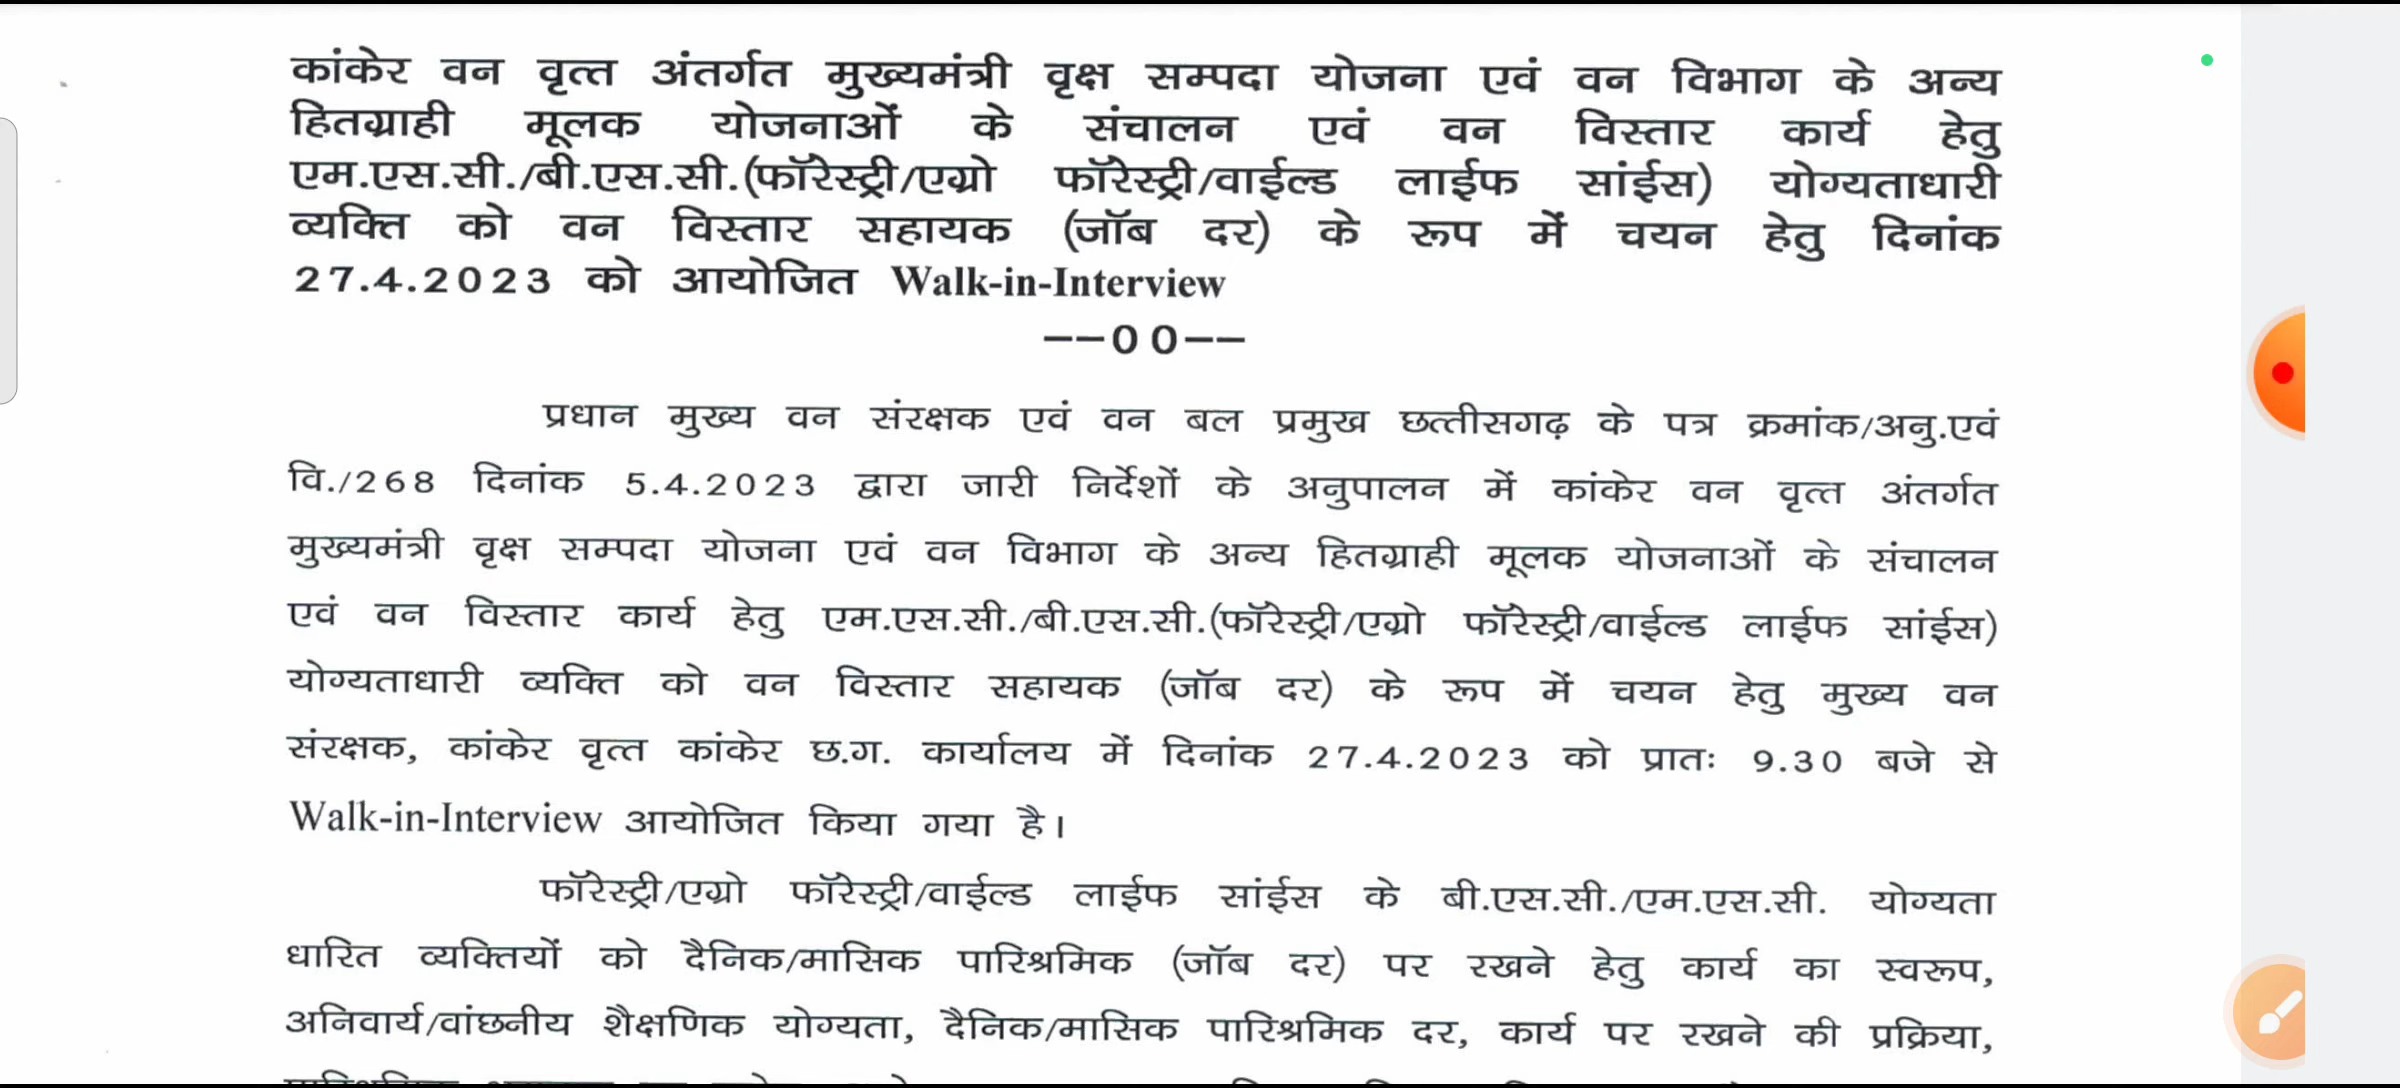 कांकेर वन वृत्त अंतर्गत मुख्यमंत्री वृक्ष सम्पदा योजना एवं वन विभाग के अन्य
हितग्राही मूलक योजनाओं के संचालन एवं वन विस्तार कार्य हेतु
एम.एस.सी./बी.एस.सी.(फॉरेस्ट्री/एग्रो फॉरेस्ट्री/वाईल्ड लाईफ सांईस) योग्यताधारी
व्यक्ति को वन विस्तार सहायक (जॉब दर) के रूप में चयन हेतु दिनांक
27.4.2023 को आयोजित Walk-in-Interview
--00--
प्रधान मुख्य वन संरक्षक एवं वन बल प्रमुख छत्तीसगढ़ के पत्र क्रमांक/अनु.एवं
वि./268 दिनांक 5.4.2023 द्वारा जारी निर्देशों के अनुपालन में कांकेर वन वृत्त अंतर्गत
मुख्यमंत्री वृक्ष सम्पदा योजना एवं वन विभाग के अन्य हितग्राही मूलक योजनाओं के संचालन
एवं वन विस्तार कार्य हेतु एम.एस.सी./बी.एस.सी.(फॉरेस्ट्री/एग्रो फॉरेस्ट्री/वाईल्ड लाईफ सांईस)
योग्यताधारी व्यक्ति को वन विस्तार सहायक (जॉब दर) के रूप में चयन हेतु मुख्य वन
संरक्षक, कांकेर वृत्त कांकेर छ.ग. कार्यालय में दिनांक 27.4.2023 को प्रातः 9.30 बजे से
Walk-in-Interview आयोजित किया गया है।
फॉरेस्ट्री/एग्रो फॉरेस्ट्री/वाईल्ड लाईफ सांईस के बी.एस.सी./एम.एस.सी. योग्यता
धारित व्यक्तियों को दैनिक/मासिक पारिश्रमिक (जॉब दर) पर रखने हेतु कार्य का स्वरूप,
अनिवार्य/वांछनीय शैक्षणिक योग्यता, दैनिक/मासिक पारिश्रमिक दर, कार्य पर रखने की प्रक्रिया,